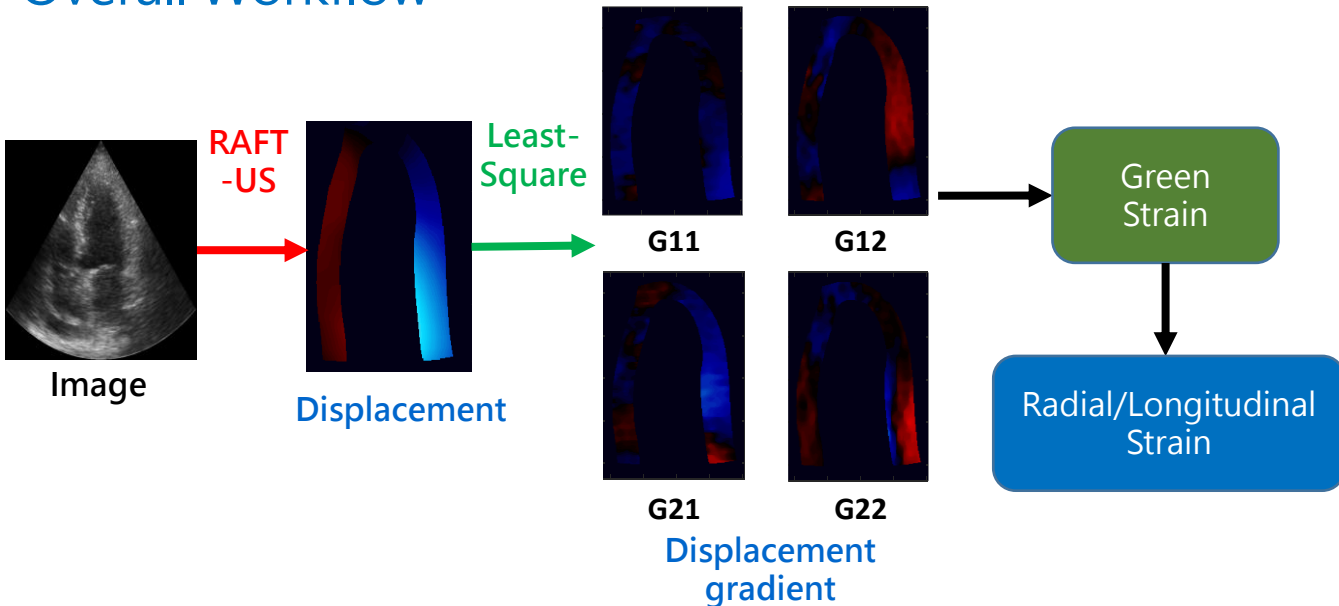 Overall Workflow
RAFT
-US
Least-
Square
Image
Displacement
G11
G12
G21
G22
Displacement
gradient
Green
Strain
Radial/Longitudinal
Strain